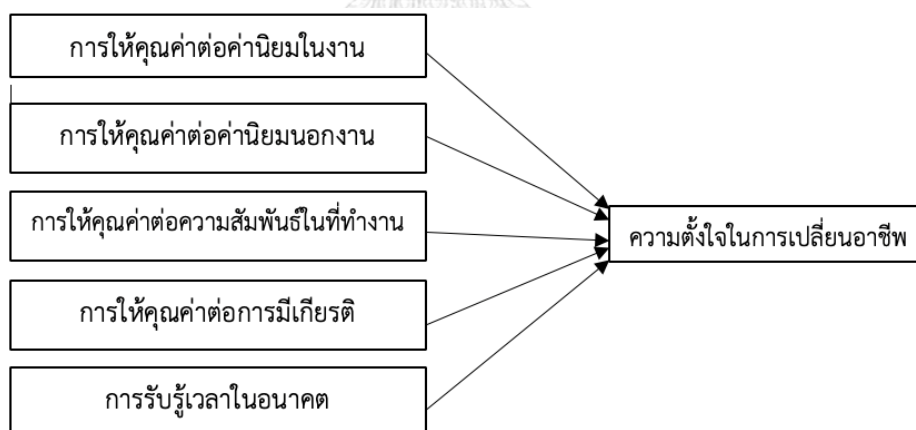 การให้คุณค่าต่อค่านิยมในงาน
การให้คุณค่าต่อค่านิยมนอกงาน
การให้คุณค่าต่อความสัมพันธ์ในที่ทำงาน
การให้คุณค่าต่อการมีเกียรติ
การรับรู้เวลาในอนาคต
ความตั้งใจในการเปลี่ยนอาชีพ